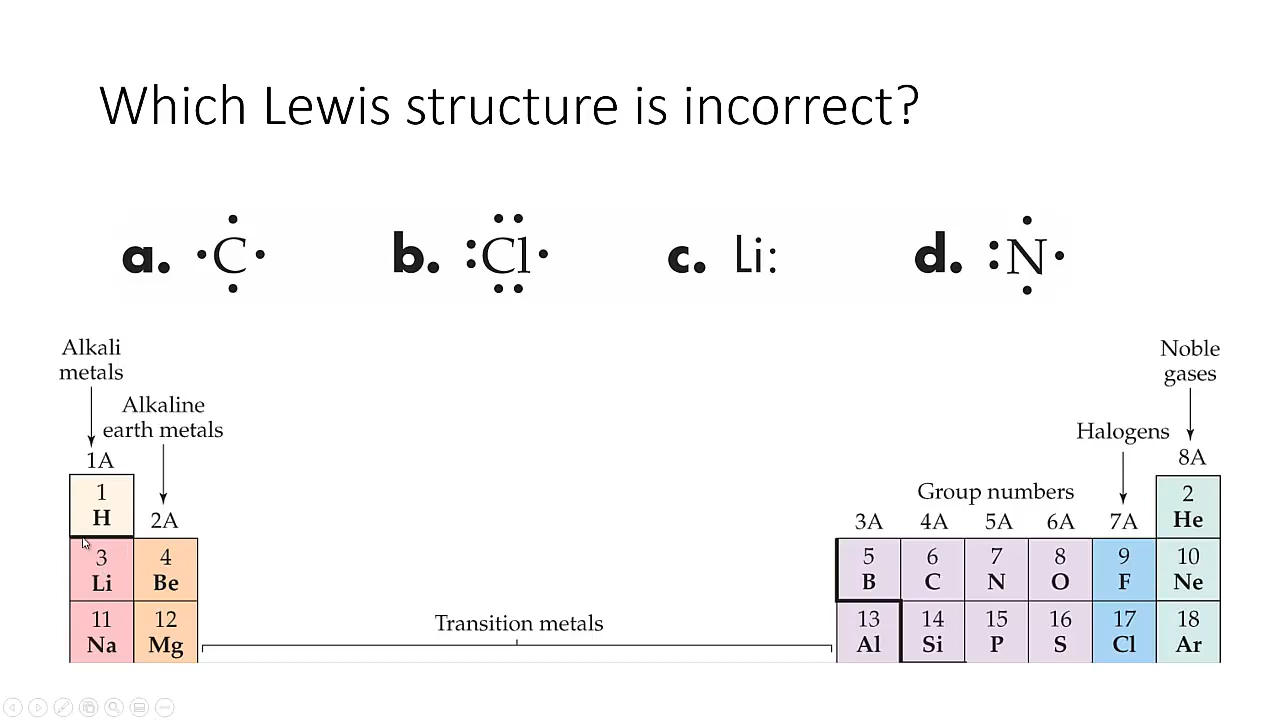 Which Lewis structure is incorrect?
a. ·C·
b. :Cl·
c. Li:
d. :N·
Alkali
metals
Alkaline
earth metals
1A
2A
Noble
gases
Halogens
8A
Group numbers
3A 4A 5A 6A 7A
1
H
2
He
3 4 5 6 7 8 9 10
Li Be B C N O F Ne
11 12 13 14 15 16 17 18
Na Mg Al Si P S Cl Ar
Transition metals